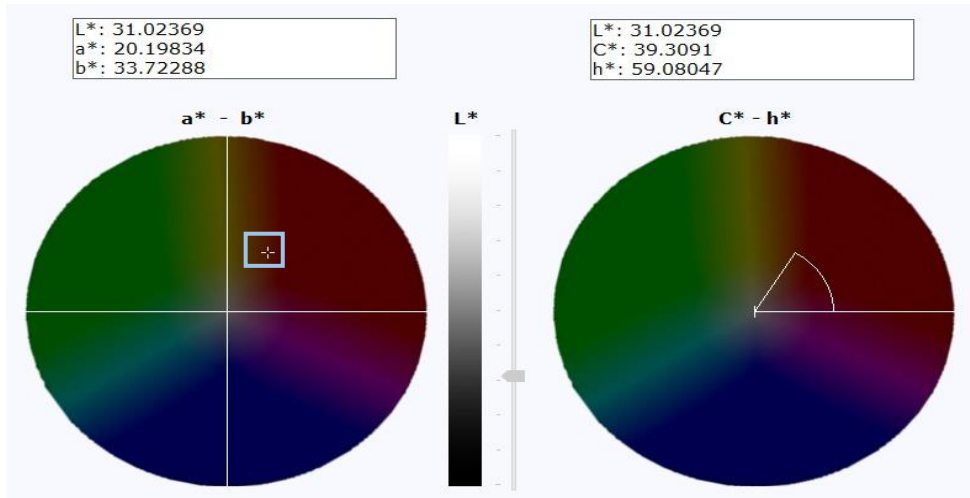 L*: 31.02369
a*: 20.19834
b*: 33.72288
L*: 31.02369
C*: 39.3091
h*: 59.08047
a* - b*
L*
C* - h*